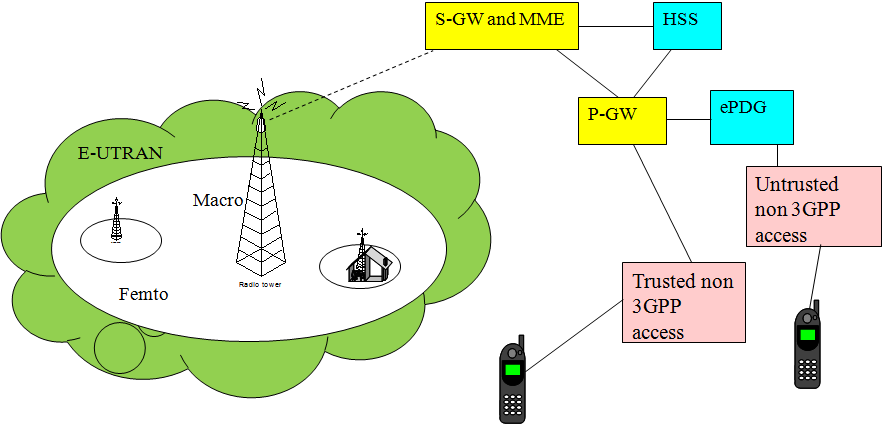 S-GW and MME
HSS
P-GW
ePDG
E-UTRAN
Macro
Untrusted
non 3GPP
access
Femto
Radio tower
Trusted non
3GPP
access